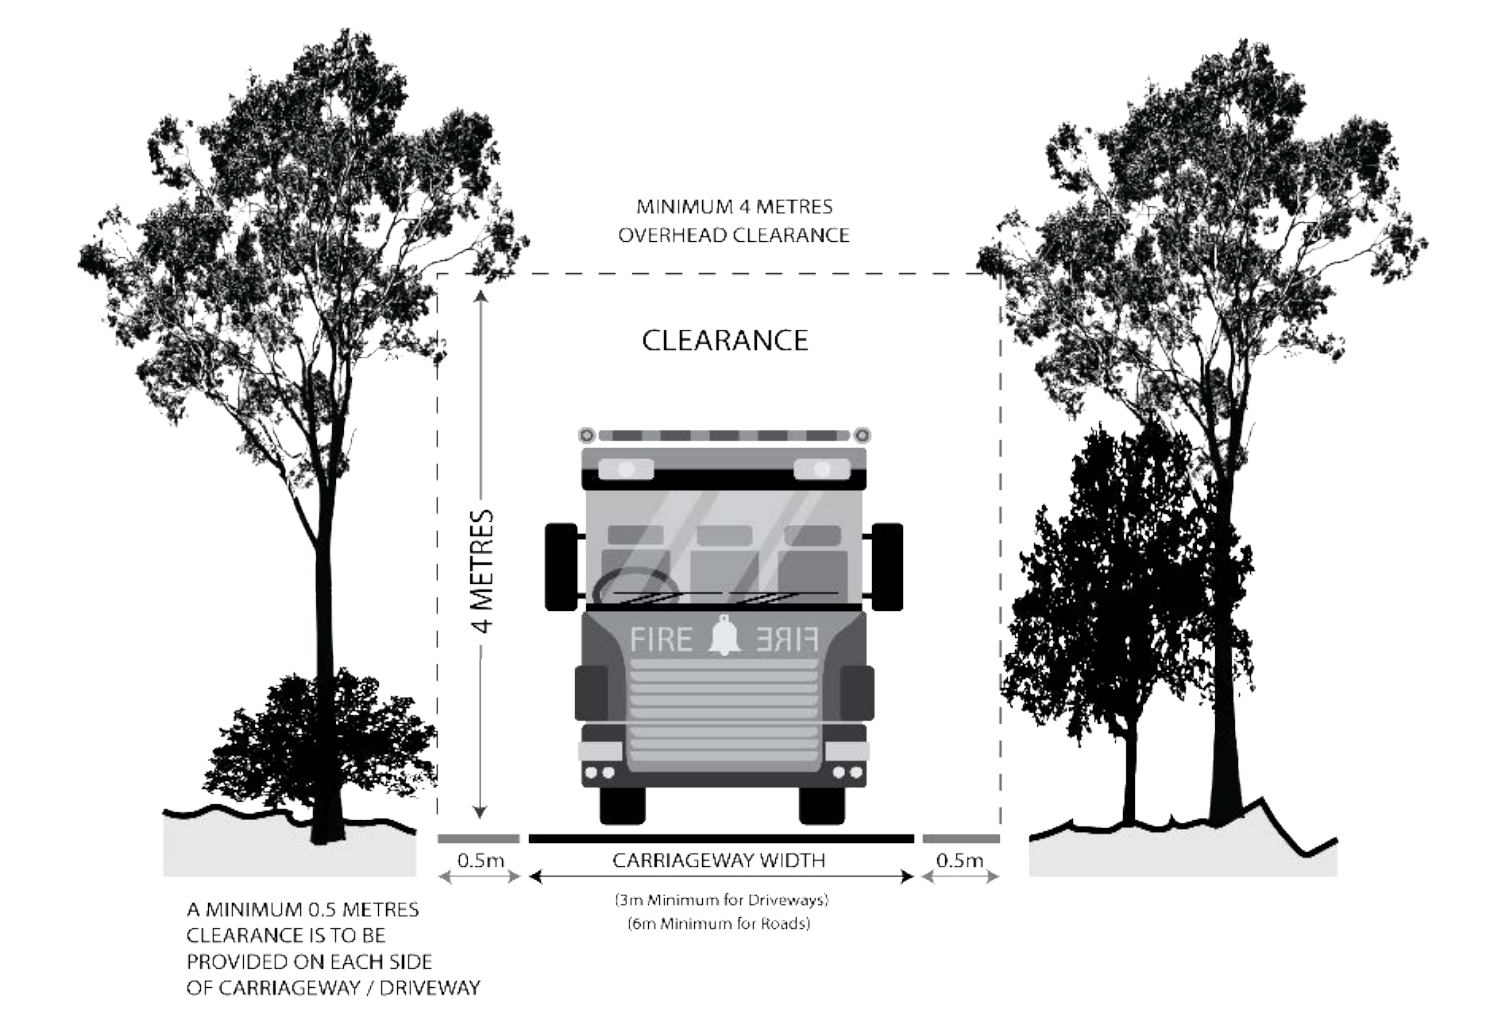 MINIMUM 4 METRES
OVERHEAD CLEARANCE
CLEARANCE
4 METRES
FIRE FIRE
0.5m
CARRIAGEWAY WIDTH
0.5m
(3m Minimum for Driveways)
(6m Minimum for Roads)
A MINIMUM 0.5 METRES
CLEARANCE IS TO BE
PROVIDED ON EACH SIDE
OF CARRIAGEWAY / DRIVEWAY